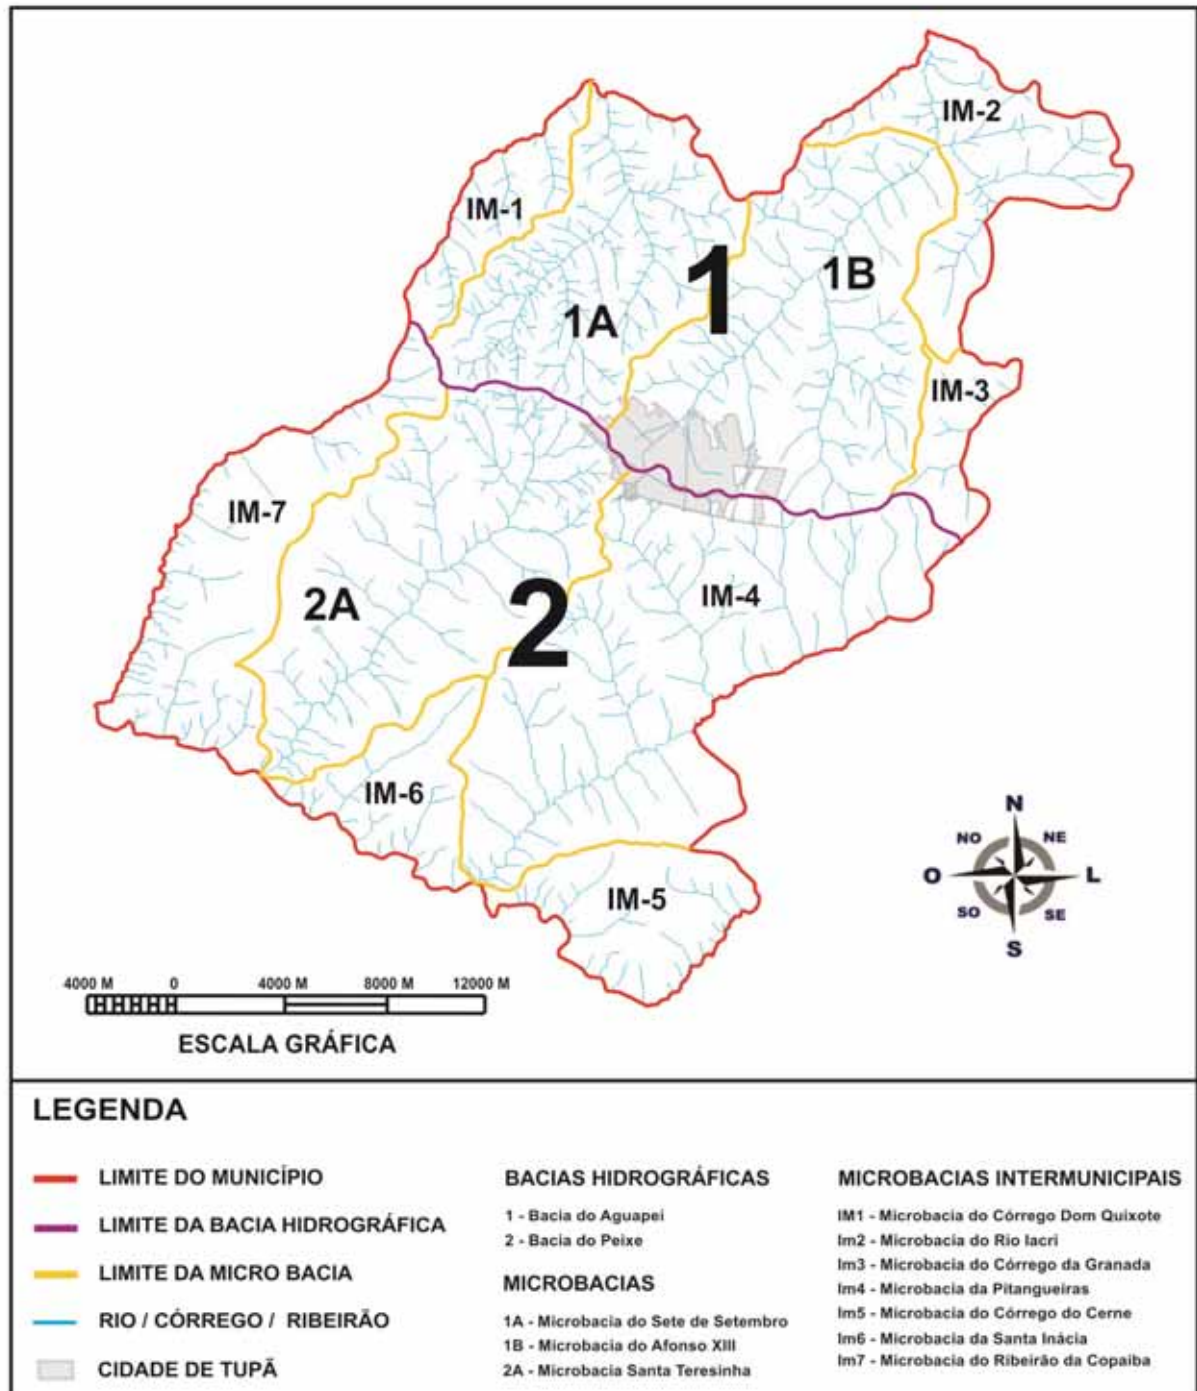 IM-2
IM-1
1
1B
1A
IM-3
IM-7
IM-4
2A
2
IM-6
IM-5
N
NO NE
O L
SO SE
S
4000 M 0 4000 M 8000 M 12000 M
ESCALA GRÁFICA
LEGENDA
LIMITE DO MUNICÍPIO
LIMITE DA BACIA HIDROGRÁFICA
LIMITE DA MICRO BACIA
RIO / CÓRREGO / RIBEIRÃO
CIDADE DE TUPÃ
BACIAS HIDROGRÁFICAS
1 - Bacia do Aguapei
2 - Bacia do Peixe
MICROBACIAS
1A - Microbacia do Sete de Setembro
1B - Microbacia do Afonso XIII
2A - Microbacia Santa Teresinha
MICROBACIAS INTERMUNICIPAIS
IM1 - Microbacia do Córrego Dom Quixote
Im2 - Microbacia do Rio Iacri
Im3 - Microbacia do Córrego da Granada
Im4 - Microbacia da Pitangueiras
Im5 - Microbacia do Córrego do Cerne
Im6 - Microbacia da Santa Inácia
Im7 - Microbacia do Ribeirão da Copaíba